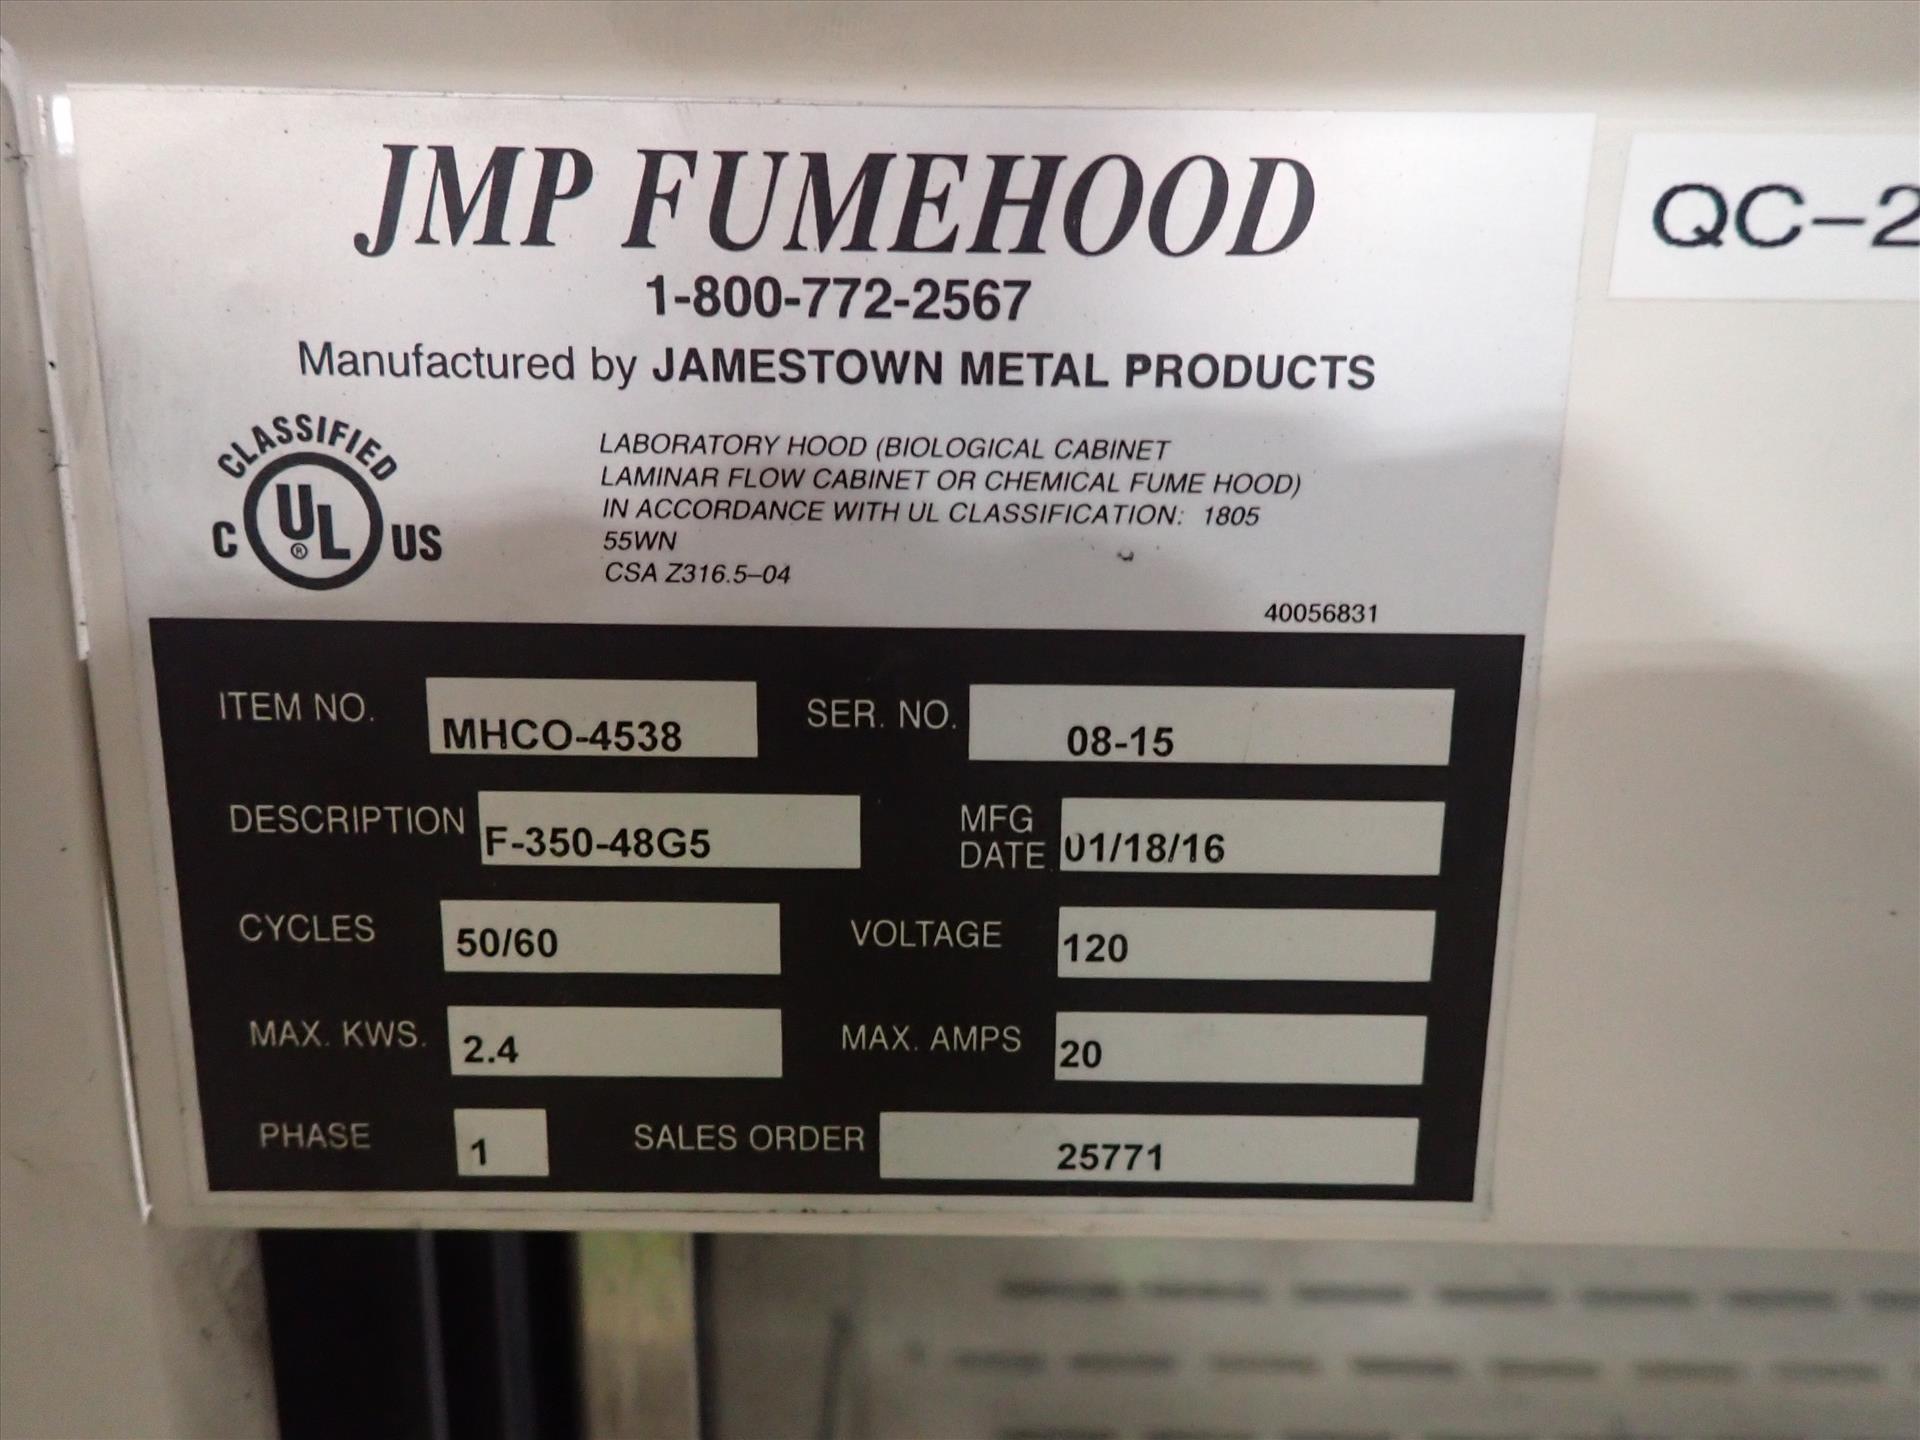 JMP FUMEHOOD
1-800-772-2567
Manufactured by JAMESTOWN METAL PRODUCTS
CLASSIFIED
C UL ® US
LABORATORY HOOD (BIOLOGICAL CABINET
LAMINAR FLOW CABINET OR CHEMICAL FUME HOOD)
IN ACCORDANCE WITH UL CLASSIFICATION: 1805
55WN
CSA Z316.5–04
40056831
ITEM NO. MHCO-4538 SER. NO. 08-15
DESCRIPTION F-350-48G5 MFG DATE 01/18/16
CYCLES 50/60 VOLTAGE 120
MAX. KWS. 2.4 MAX. AMPS 20
PHASE 1 SALES ORDER 25771
QC-2